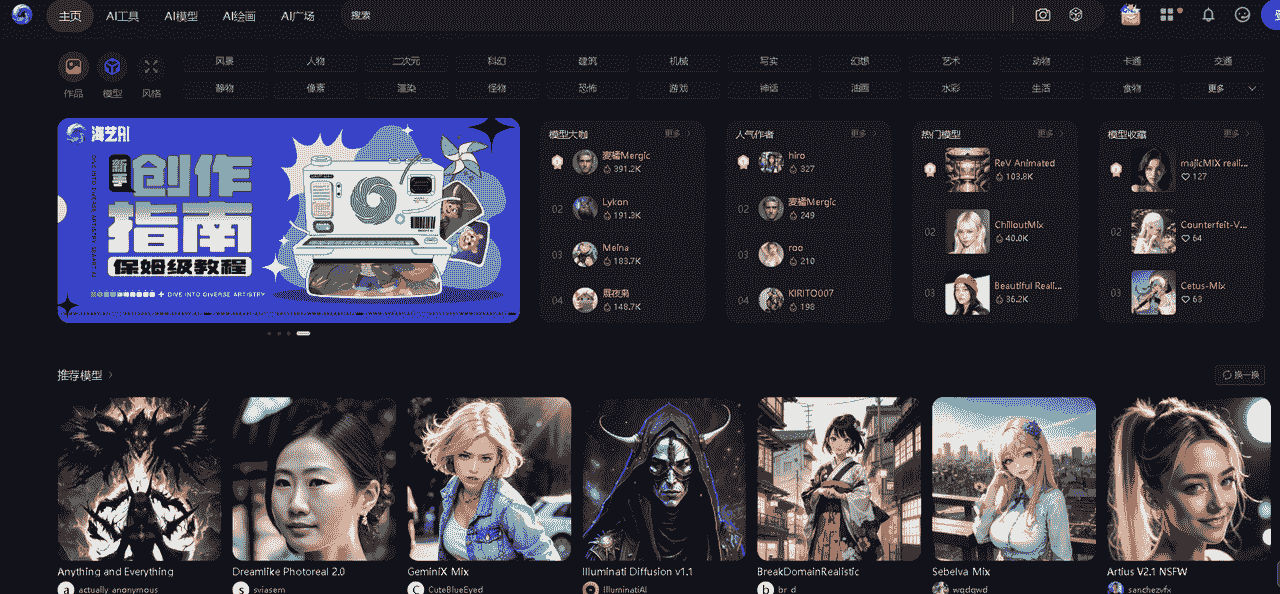 主页 AI工具 AI模型 AI绘画 AI广场 搜索
作品 模型 风格
风景 人物 二次元 科幻 建筑 机械 写实 幻想 艺术 动物 卡通 交通
静物 像素 渲染 怪物 恐怖 游戏 神话 油画 水彩 生活 食物 更多
海艺AI
新手
创作
指南
保姆级教程
DIVE INTO DIVERSE ARTISTRY
模型大咖 更多
麦橘Mergic
391.2K
02 Lykon
191.3K
03 Meina
183.7K
04
148.7K
人气作者 更多
hiro
327
02 麦橘Mergic
249
03 roo
210
04 KIRITO007
198
热门模型 更多
ReV Animated
103.8K
02 ChilloutMix
40.0K
03 Beautiful Reali...
36.2K
模型收藏 更多
majicMIX reali...
127
02 Counterfeit-V...
64
03 Cetus-Mix
63
推荐模型
换一换
Anything and Everything
a actually_anonymous
Dreamlike Photoreal 2.0
s sviasem
GeminiX Mix
C CuteBlueEyed
Illuminati Diffusion v1.1
IlluminatiAI
BreakDomainRealistic
b br_d
Sebelva Mix
wqdqwd
Artius V2.1 NSFW
sanchezvfx